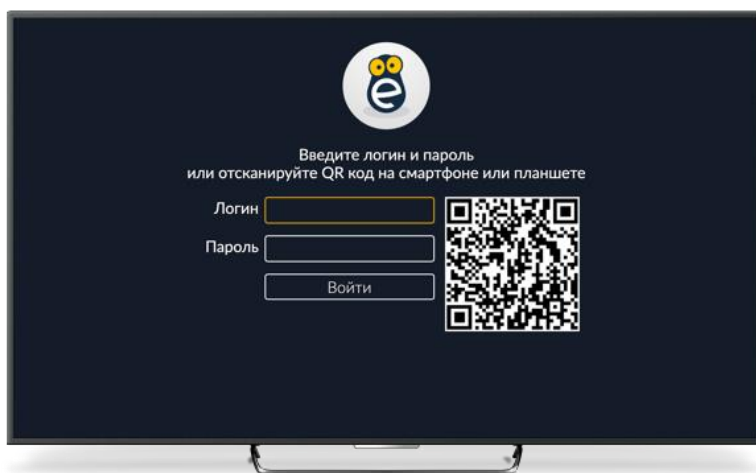 e
Введите логин и пароль
или отсканируйте QR код на смартфоне или планшете
Логин
Пароль
Войти